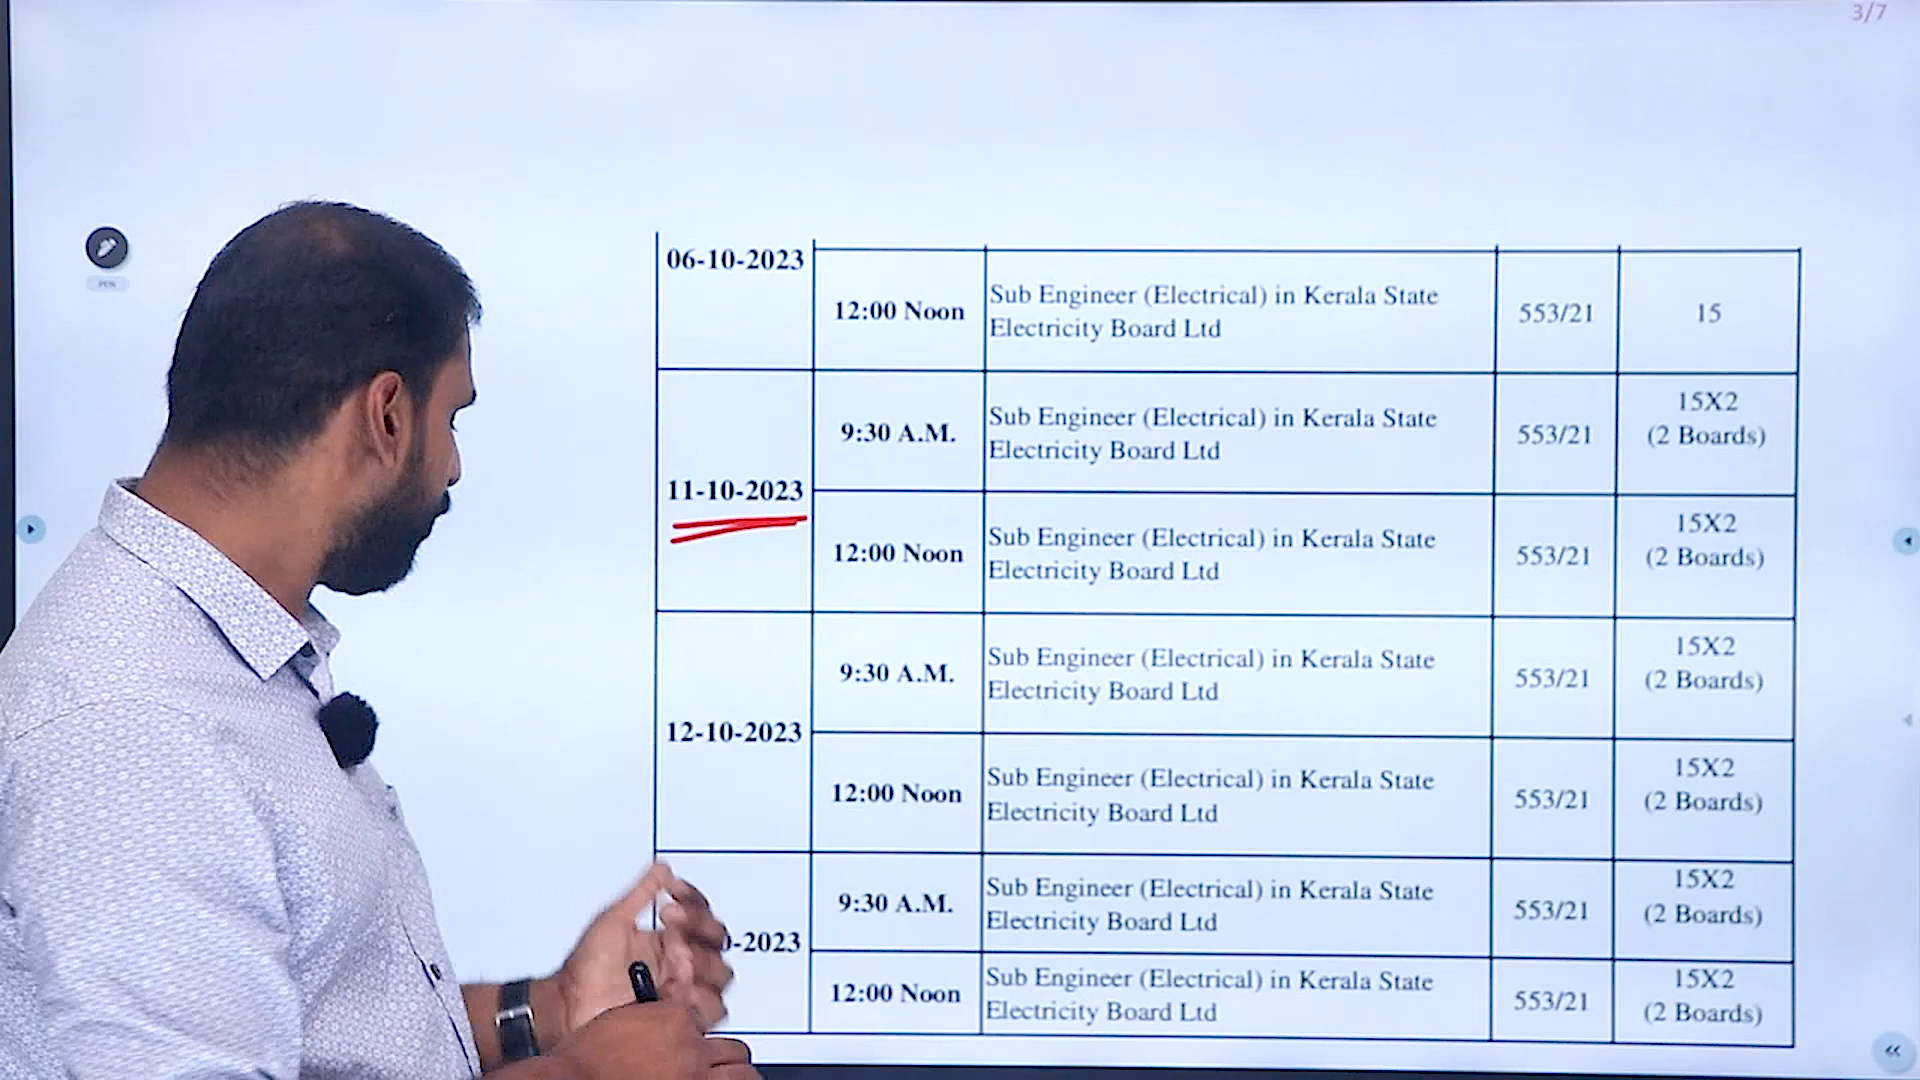 3/7
PEN
06-10-2023
12:00 Noon
Sub Engineer (Electrical) in Kerala State
Electricity Board Ltd
553/21
15
11-10-2023
9:30 A.M.
Sub Engineer (Electrical) in Kerala State
Electricity Board Ltd
553/21
15X2
(2 Boards)
12:00 Noon
Sub Engineer (Electrical) in Kerala State
Electricity Board Ltd
553/21
15X2
(2 Boards)
12-10-2023
9:30 A.M.
Sub Engineer (Electrical) in Kerala State
Electricity Board Ltd
553/21
15X2
(2 Boards)
12:00 Noon
Sub Engineer (Electrical) in Kerala State
Electricity Board Ltd
553/21
15X2
(2 Boards)
-2023
9:30 A.M.
Sub Engineer (Electrical) in Kerala State
Electricity Board Ltd
553/21
15X2
(2 Boards)
12:00 Noon
Sub Engineer (Electrical) in Kerala State
Electricity Board Ltd
553/21
15X2
(2 Boards)